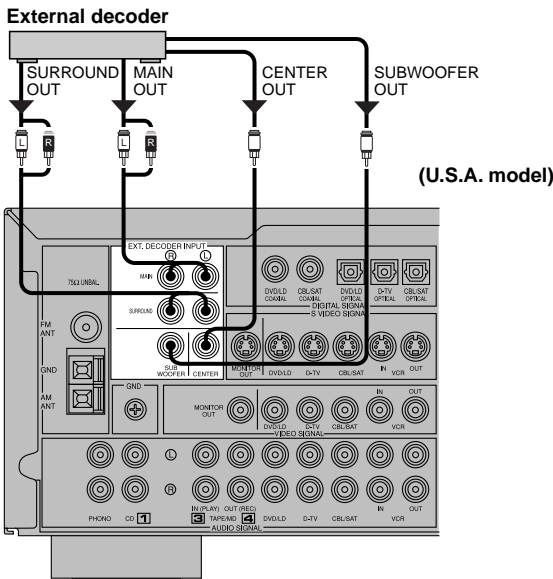 External decoder
SURROUND OUT
MAIN OUT
CENTER OUT
SUBWOOFER OUT
L R
L R
(U.S.A. model)
EXT. DECODER INPUT
R L
MAIN
SURROUND
SUB WOOFER
CENTER
75Ω UNBAL.
FM ANT
GND
AM ANT
DVD/LD COAXIAL
CBL/SAT COAXIAL
DVD/LD OPTICAL
D-TV OPTICAL
CBL/SAT OPTICAL
DIGITAL SIGNAL
S VIDEO SIGNAL
MONITOR OUT
DVD/LD
D-TV
CBL/SAT
IN
VCR
OUT
GND
MONITOR OUT
DVD/LD
D-TV
CBL/SAT
IN
VCR
OUT
VIDEO SIGNAL
L
R
PHONO
CD 1
IN (PLAY) OUT (REC)
3 TAPE/MD 4
DVD/LD
D-TV
CBL/SAT
IN
VCR
OUT
AUDIO SIGNAL